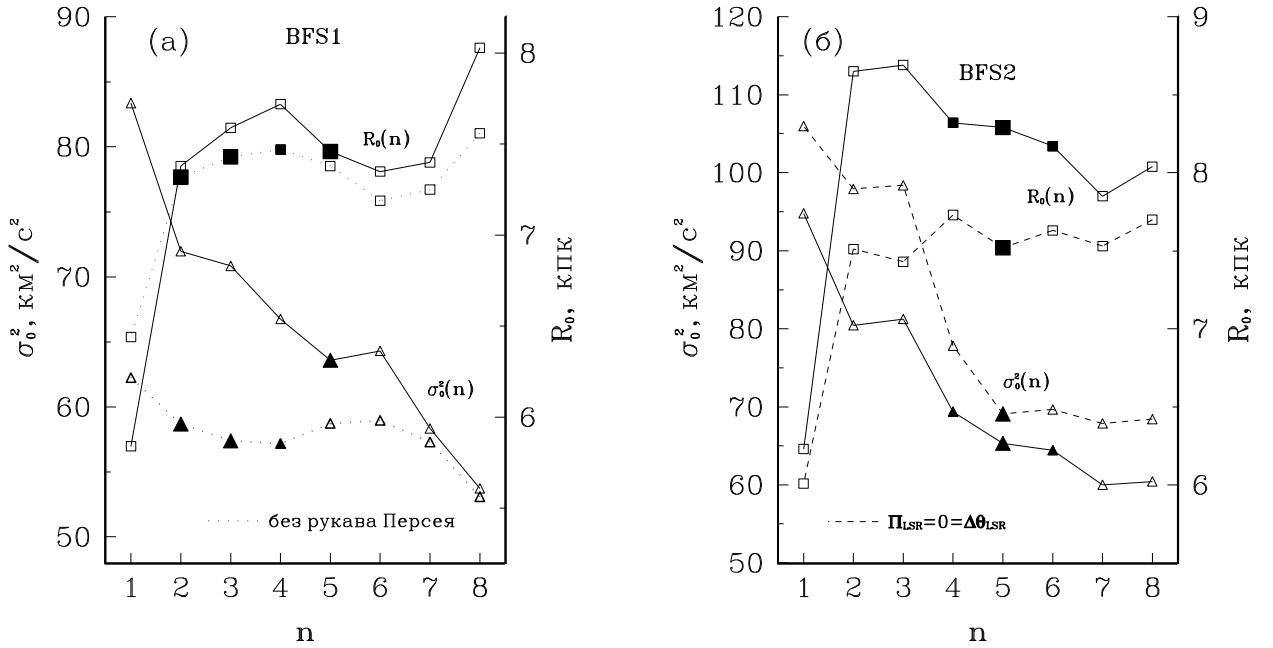 (а)
BFS1
90
80
70
60
50
σ₀², км²/с²
8
7
6
R₀, кпк
R₀(n)
σ₀²(n)
без рукава Персея
1 2 3 4 5 6 7 8
n
(б)
BFS2
120
110
100
90
80
70
60
50
σ₀², км²/с²
9
8
7
6
R₀, кпк
R₀(n)
σ₀²(n)
Π_LSR=0=Δθ_LSR
1 2 3 4 5 6 7 8
n